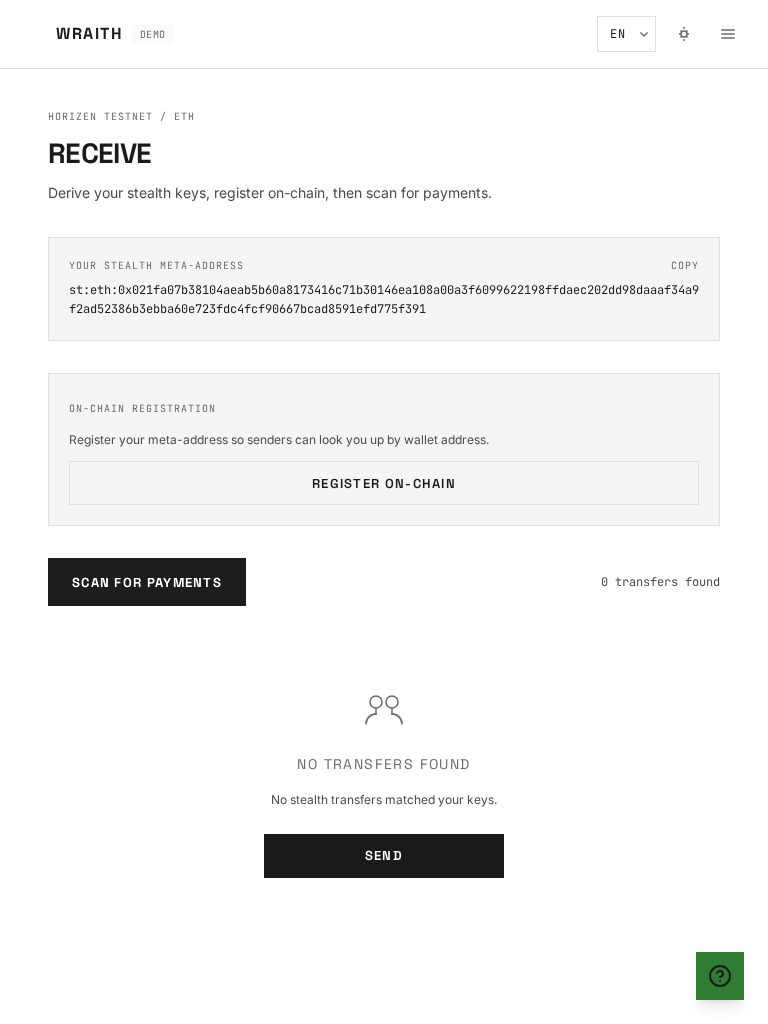 WRAITH DEMO EN
HORIZEN TESTNET / ETH
RECEIVE
Derive your stealth keys, register on-chain, then scan for payments.
YOUR STEALTH META-ADDRESS COPY
st:eth:0x021fa07b38104aeab5b60a8173416c71b30146ea108a00a3f6099622198ffdaec202dd98daaaf34a9
f2ad52386b3ebba60e723fdc4fcf90667bcad8591efd775f391
ON-CHAIN REGISTRATION
Register your meta-address so senders can look you up by wallet address.
REGISTER ON-CHAIN
SCAN FOR PAYMENTS 0 transfers found
NO TRANSFERS FOUND
No stealth transfers matched your keys.
SEND